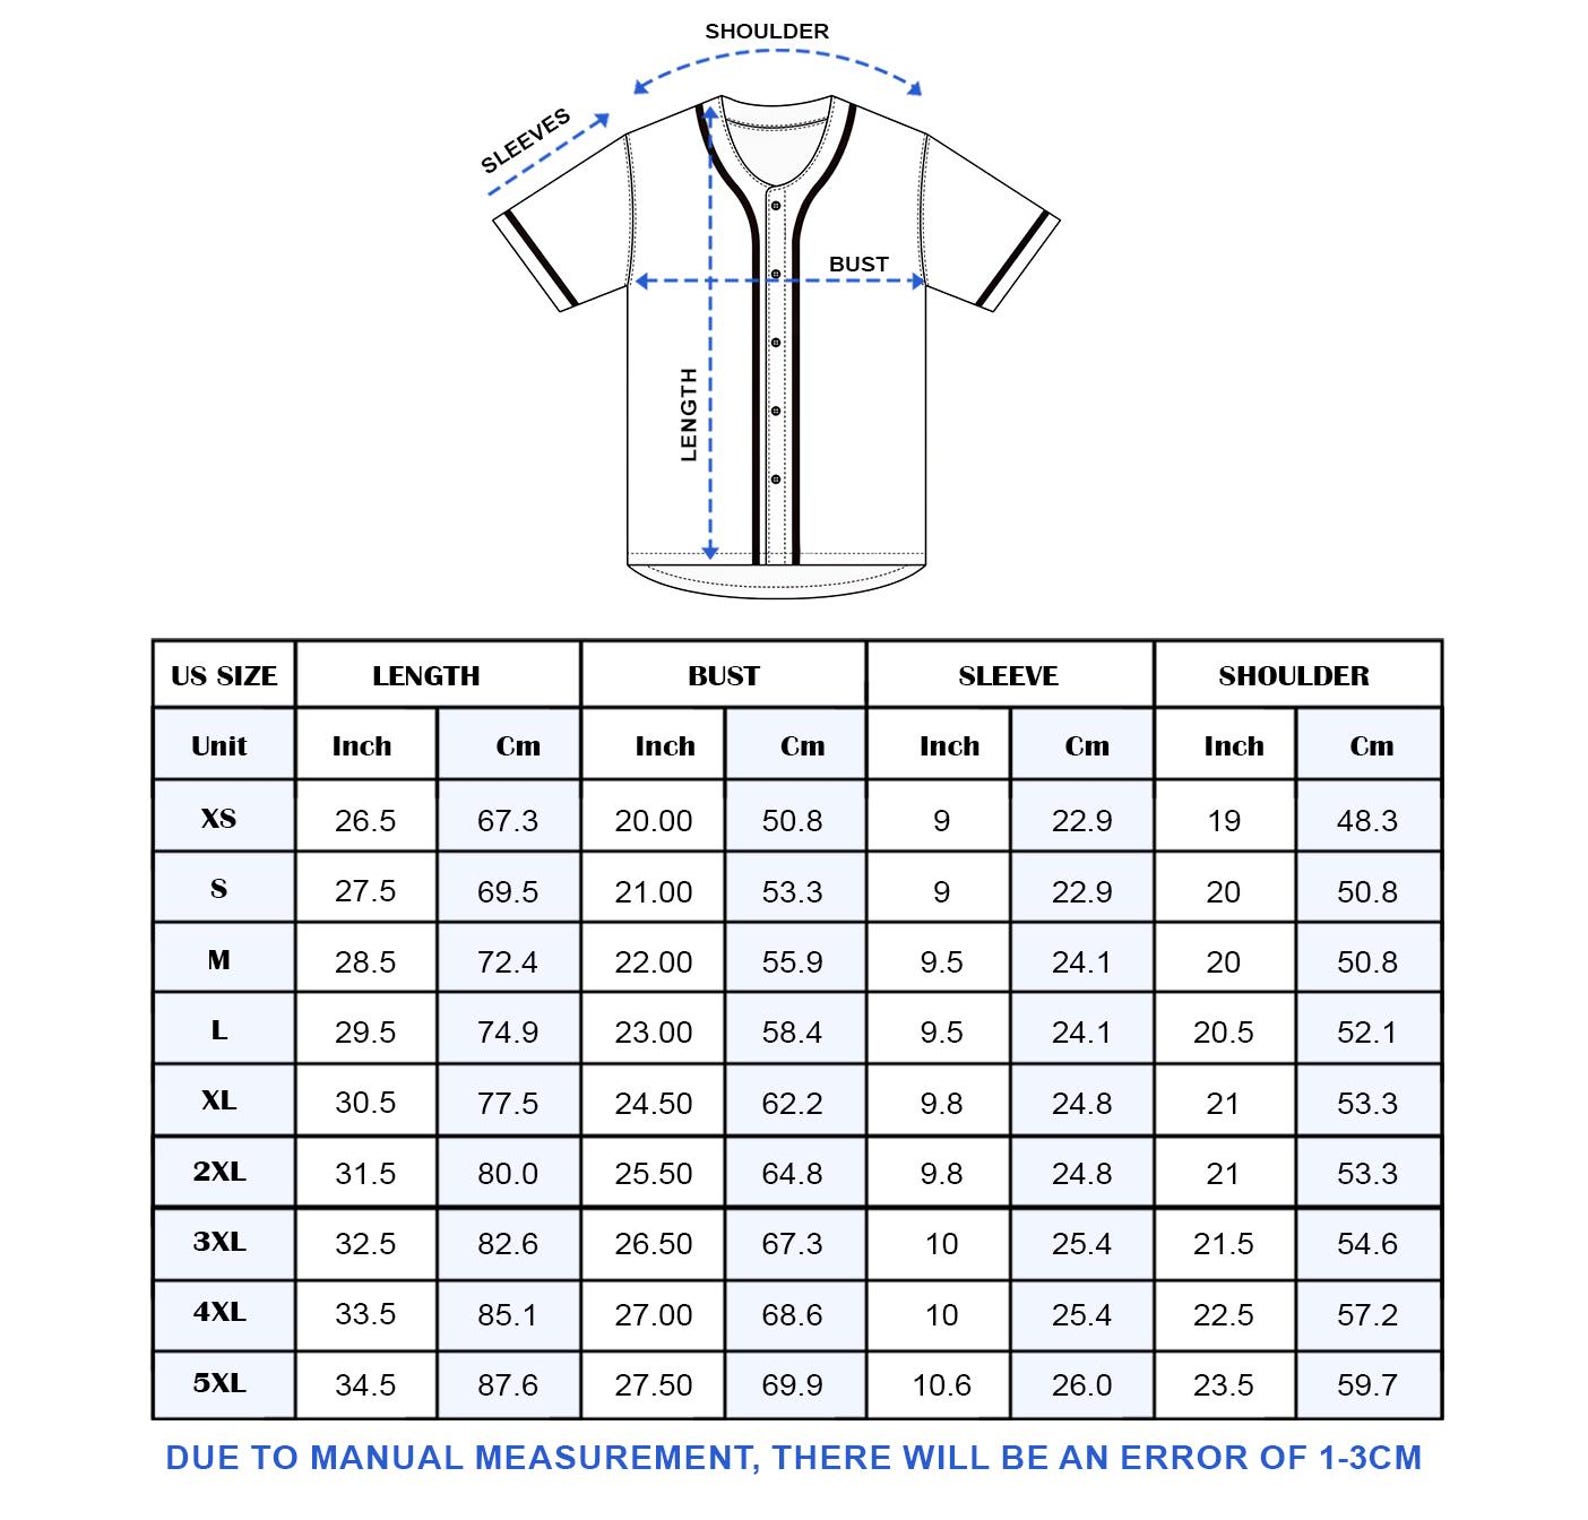 SHOULDER
SLEEVES
BUST
LENGTH
US SIZE LENGTH BUST SLEEVE SHOULDER
Unit Inch Cm Inch Cm Inch Cm Inch Cm
XS 26.5 67.3 20.00 50.8 9 22.9 19 48.3
S 27.5 69.5 21.00 53.3 9 22.9 20 50.8
M 28.5 72.4 22.00 55.9 9.5 24.1 20 50.8
L 29.5 74.9 23.00 58.4 9.5 24.1 20.5 52.1
XL 30.5 77.5 24.50 62.2 9.8 24.8 21 53.3
2XL 31.5 80.0 25.50 64.8 9.8 24.8 21 53.3
3XL 32.5 82.6 26.50 67.3 10 25.4 21.5 54.6
4XL 33.5 85.1 27.00 68.6 10 25.4 22.5 57.2
5XL 34.5 87.6 27.50 69.9 10.6 26.0 23.5 59.7
DUE TO MANUAL MEASUREMENT, THERE WILL BE AN ERROR OF 1-3CM